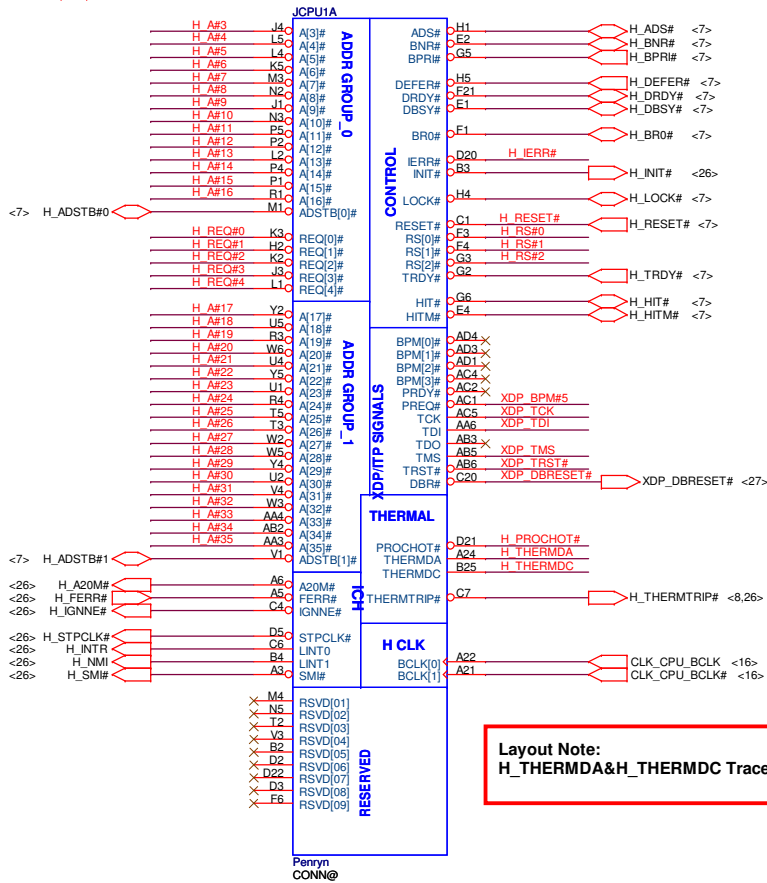 JCPU1A
H_A#3 J4 A[3]# ADS# H1 H_ADS# <7>
H_A#4 L5 A[4]# BNR# E2 H_BNR# <7>
H_A#5 L4 A[5]# BPRI# G5 H_BPRI# <7>
H_A#6 K5 A[6]#
H_A#7 M3 A[7]# DEFER# H5 H_DEFER# <7>
H_A#8 N2 A[8]# DRDY# F21 H_DRDY# <7>
H_A#9 J1 A[9]# DBSY# E1 H_DBSY# <7>
H_A#10 N3 A[10]#
H_A#11 P5 A[11]# BR0# F1 H_BR0# <7>
H_A#12 P2 A[12]#
H_A#13 L2 A[13]# IERR# D20 H_IERR#
H_A#14 P4 A[14]# INIT# B3 H_INIT# <26>
H_A#15 P1 A[15]#
H_A#16 R1 A[16]# LOCK# H4 H_LOCK# <7>
<7> H_ADSTB#0 M1 ADSTB[0]#
ADDR GROUP_0
CONTROL
RESET# C1 H_RESET# H_RESET# <7>
H_REQ#0 K3 REQ[0]# RS[0]# F3 H_RS#0
H_REQ#1 H2 REQ[1]# RS[1]# F4 H_RS#1
H_REQ#2 K2 REQ[2]# RS[2]# G3 H_RS#2
H_REQ#3 J3 REQ[3]# TRDY# G2 H_TRDY# <7>
H_REQ#4 L1 REQ[4]#
HIT# G6 H_HIT# <7>
H_A#17 Y2 A[17]# HITM# E4 H_HITM# <7>
H_A#18 U5 A[18]#
H_A#19 R3 A[19]# BPM[0]# AD4
H_A#20 W6 A[20]# BPM[1]# AD3
H_A#21 U4 A[21]# BPM[2]# AD1
H_A#22 Y5 A[22]# BPM[3]# AC4
H_A#23 U1 A[23]# PRDY# AC2
H_A#24 R4 A[24]# PREQ# AC1 XDP_BPM#5
H_A#25 T5 A[25]# TCK AC5 XDP_TCK
H_A#26 T3 A[26]# TDI AA6 XDP_TDI
H_A#27 W2 A[27]# TDO AB3
H_A#28 W5 A[28]# TMS AB5 XDP_TMS
H_A#29 Y4 A[29]# TRST# AB6 XDP_TRST#
H_A#30 U2 A[30]# DBR# C20 XDP_DBRESET# XDP_DBRESET# <27>
H_A#31 V4 A[31]#
H_A#32 W3 A[32]#
H_A#33 AA4 A[33]#
H_A#34 AB2 A[34]#
H_A#35 AA3 A[35]#
<7> H_ADSTB#1 V1 ADSTB[1]#
ADDR GROUP_1
XDP/ITP SIGNALS
THERMAL
PROCHOT# D21 H_PROCHOT#
THERMDA A24 H_THERMDA
THERMDC B25 H_THERMDC
<26> H_A20M# A6 A20M#
<26> H_FERR# A5 FERR# THERMTRIP# C7 H_THERMTRIP# <8,26>
<26> H_IGNNE# C4 IGNNE#
ICH
<26> H_STPCLK# D5 STPCLK#
<26> H_INTR C6 LINT0
<26> H_NMI B4 LINT1
<26> H_SMI# A3 SMI#
H CLK
BCLK[0] A22 CLK_CPU_BCLK <16>
BCLK[1] A21 CLK_CPU_BCLK# <16>
M4 RSVD[01]
N5 RSVD[02]
T2 RSVD[03]
V3 RSVD[04]
B2 RSVD[05]
D2 RSVD[06]
D22 RSVD[07]
D3 RSVD[08]
F6 RSVD[09]
RESERVED
Layout Note:
H_THERMDA&H_THERMDC Trace
Penryn
CONN@